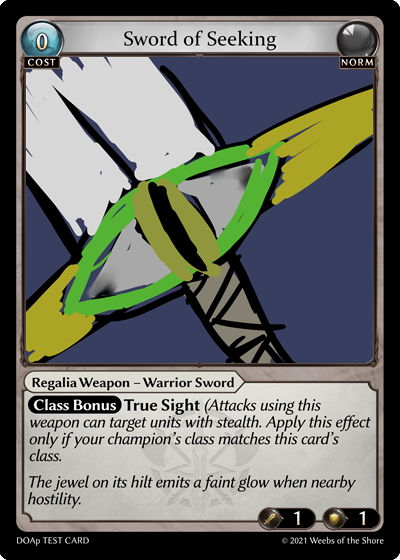 0
Sword of Seeking
COST
NORM
Regalia Weapon – Warrior Sword
Class Bonus True Sight (Attacks using this
weapon can target units with stealth. Apply this effect
only if your champion's class matches this card's
class.
The jewel on its hilt emits a faint glow when nearby
hostility.
1 1
DOAp TEST CARD
© 2021 Weebs of the Shore